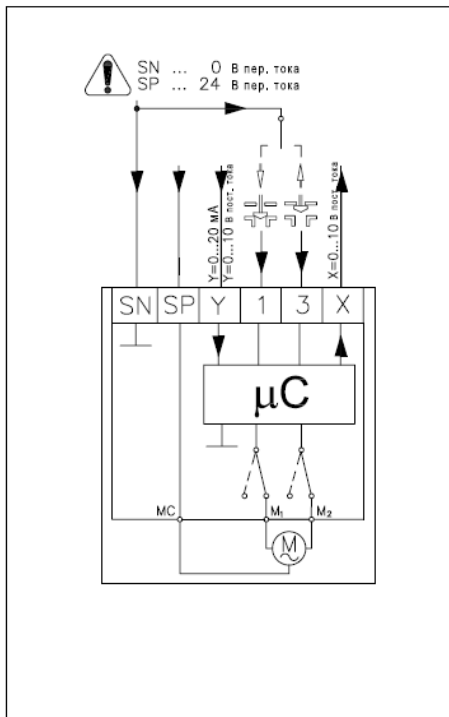 SN ... 0 В пер. тока
SP ... 24 В пер. тока
Y=0...20 мА
Y=0...10 В пост. тока
X=0...10 В пост. тока
SN SP Y 1 3 X
μC
MC M₁ M₂
M